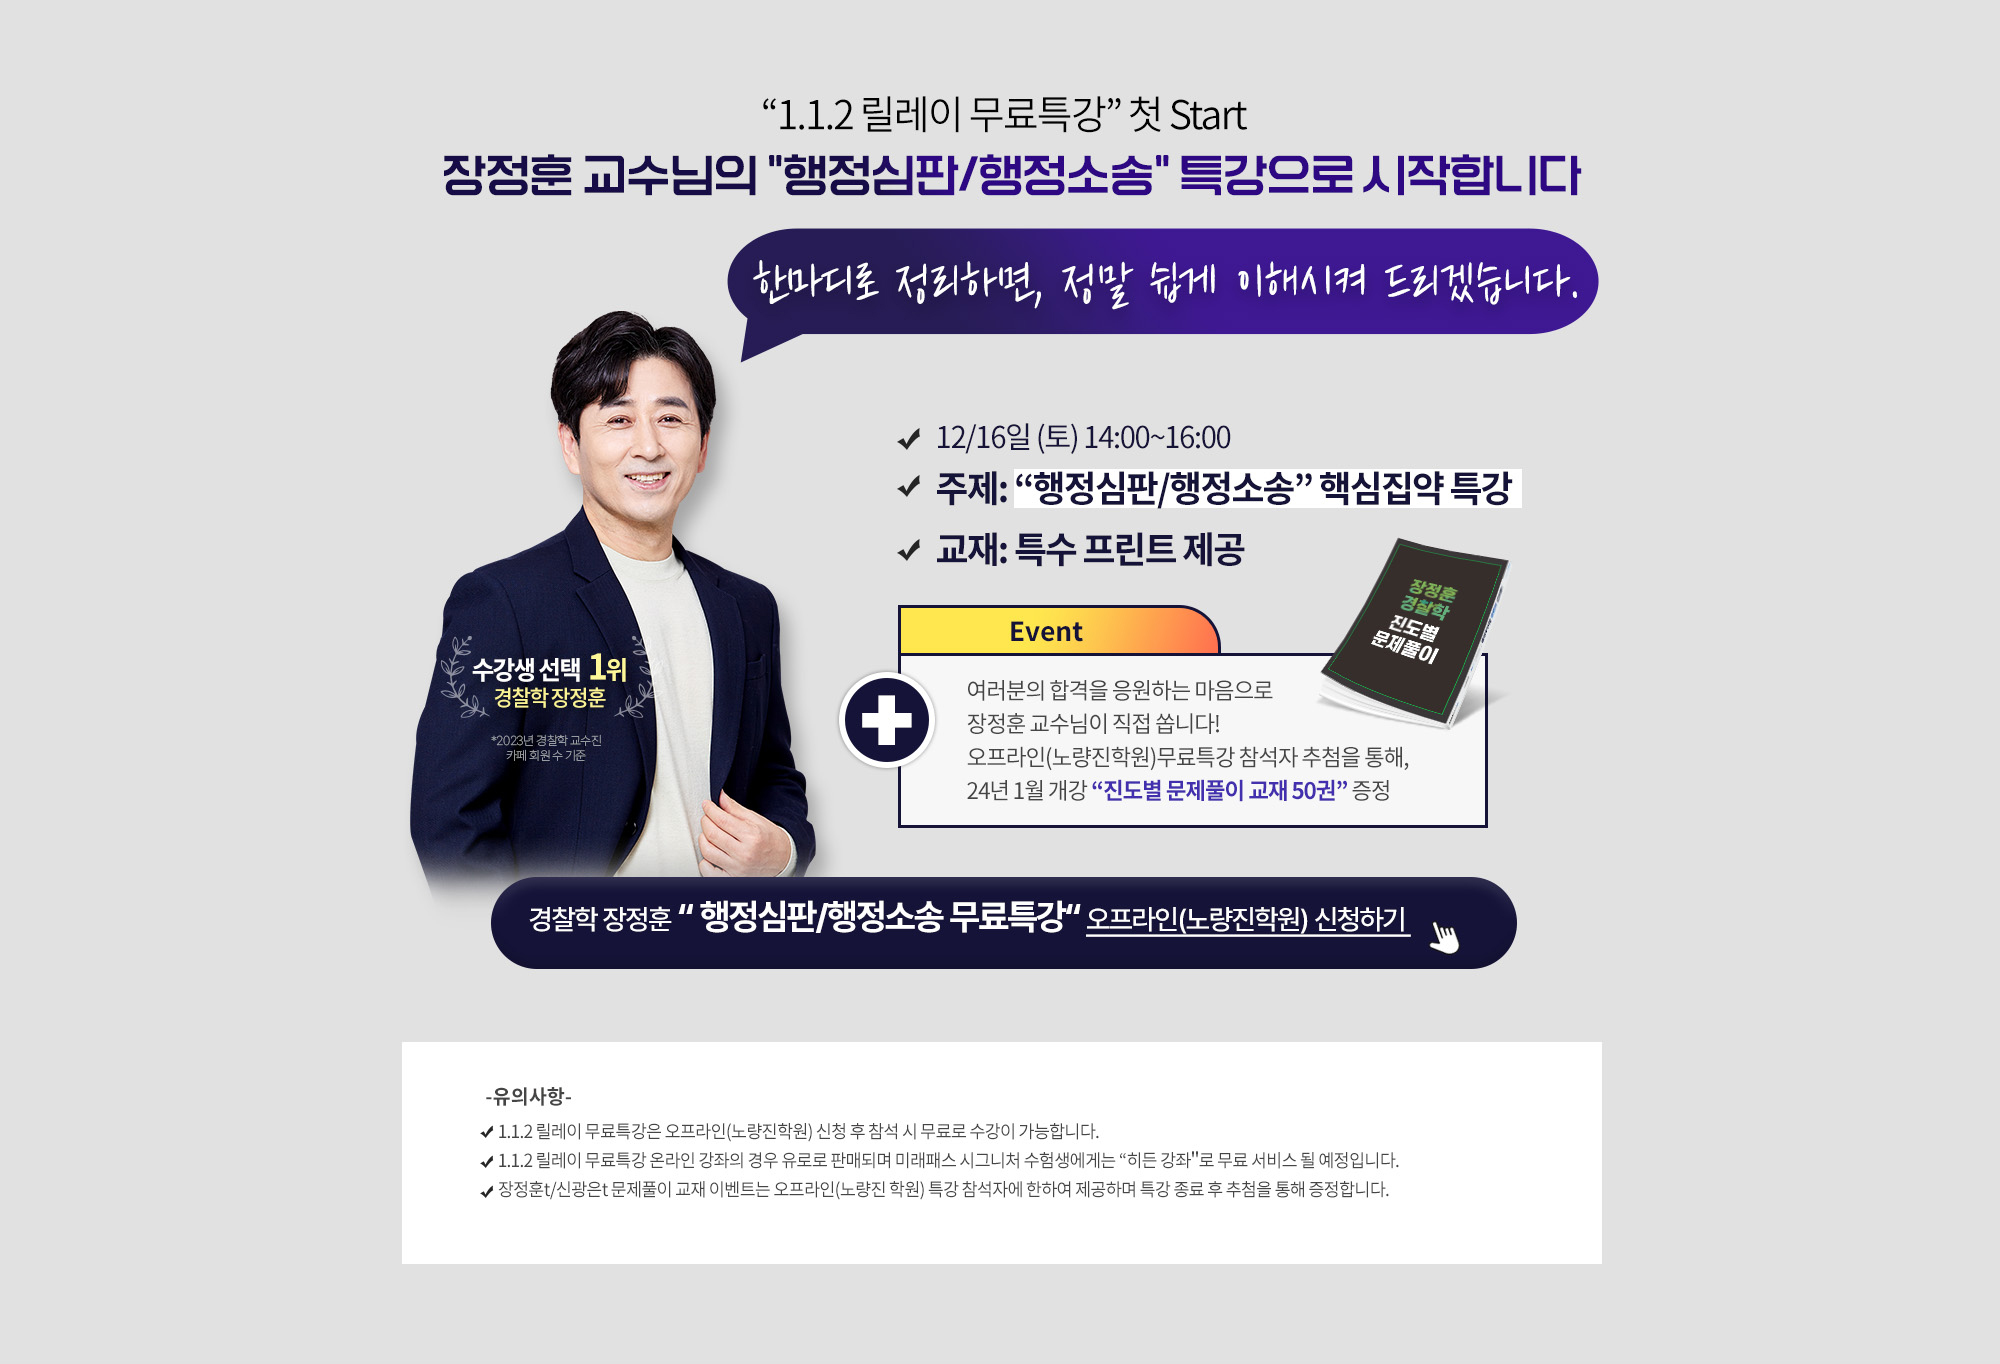 “1.1.2 릴레이 무료특강” 첫 Start
장정훈 교수님의 "행정심판/행정소송" 특강으로 시작합니다
한마디로 정리하면, 정말 쉽게 이해시켜 드리겠습니다.
12/16일 (토) 14:00~16:00
주제: “행정심판/행정소송” 핵심집약 특강
교재: 특수 프린트 제공
장정훈
경찰학
진도별
문제풀이
Event
수강생 선택 1위
경찰학 장정훈
*2023년 경찰학 교수진
카페 회원 수 기준
여러분의 합격을 응원하는 마음으로
장정훈 교수님이 직접 쏩니다!
오프라인(노량진학원)무료특강 참석자 추첨을 통해,
24년 1월 개강 “진도별 문제풀이 교재 50권” 증정
경찰학 장정훈 “ 행정심판/행정소송 무료특강“ 오프라인(노량진학원) 신청하기
-유의사항-
1.1.2 릴레이 무료특강은 오프라인(노량진학원) 신청 후 참석 시 무료로 수강이 가능합니다.
1.1.2 릴레이 무료특강 온라인 강좌의 경우 유로로 판매되며 미래패스 시그니처 수험생에게는 “히든 강좌"로 무료 서비스 될 예정입니다.
장정훈t/신광은t 문제풀이 교재 이벤트는 오프라인(노량진 학원) 특강 참석자에 한하여 제공하며 특강 종료 후 추첨을 통해 증정합니다.